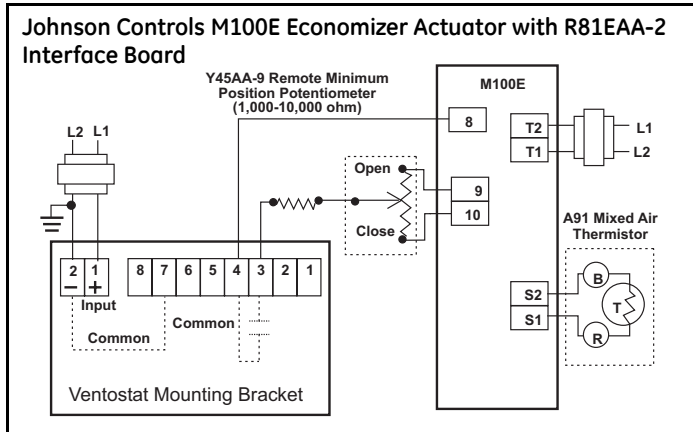 Johnson Controls M100E Economizer Actuator with R81EAA-2
Interface Board
Y45AA-9 Remote Minimum
Position Potentiometer
(1,000-10,000 ohm)
M100E
8
T2
T1
L1
L2
L2 L1
Open
Close
9
10
A91 Mixed Air
Thermistor
B
T
R
S2
S1
2 1
− +
Input
Common
8 7 6 5 4 3 2 1
Common
Ventostat Mounting Bracket